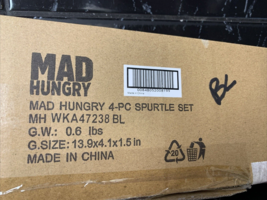 MAD
HUNGRY
BL
MAD HUNGRY 4-PC SPURTLE SET
MH WKA47238 BL
G.W.: 0.6 lbs
G.SIZE: 13.9x4.1x1.5 in
MADE IN CHINA
20